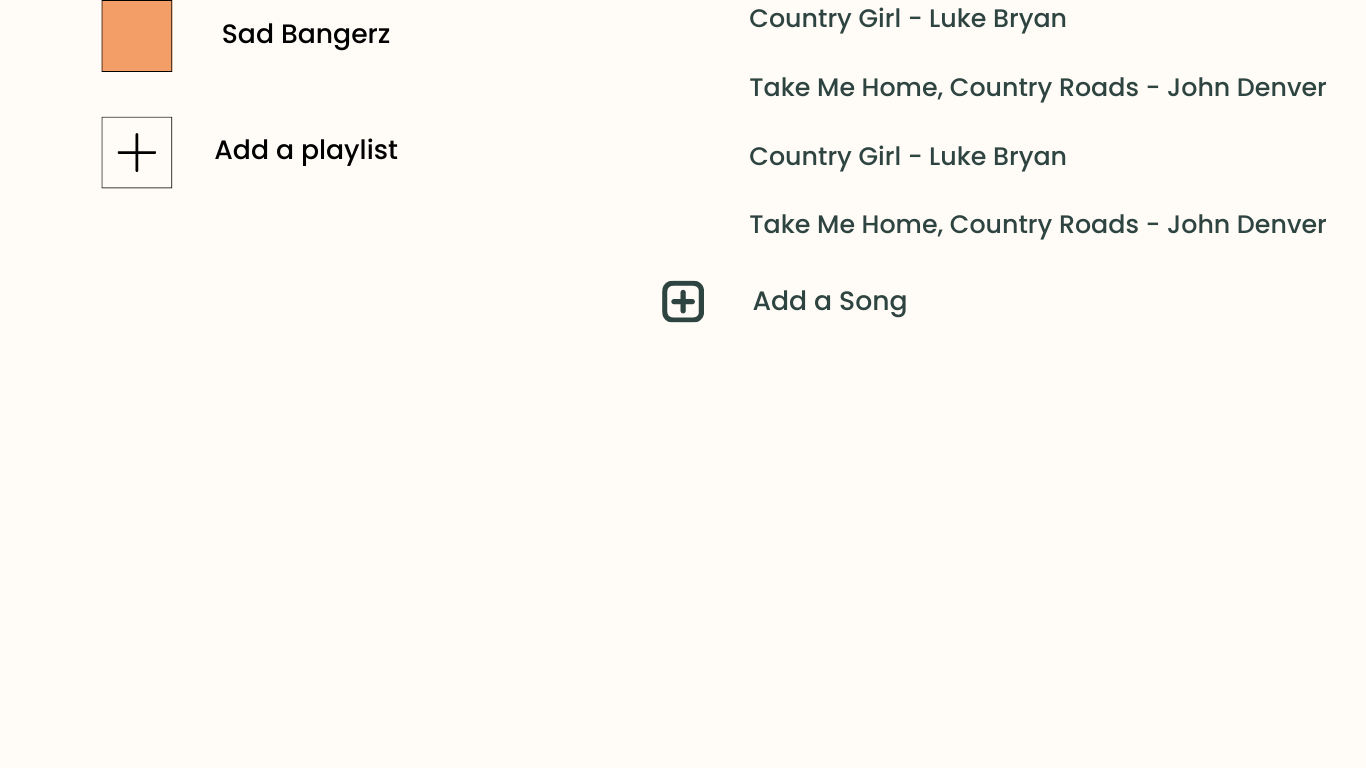 Sad Bangerz
Add a playlist
Country Girl - Luke Bryan
Take Me Home, Country Roads - John Denver
Country Girl - Luke Bryan
Take Me Home, Country Roads - John Denver
Add a Song